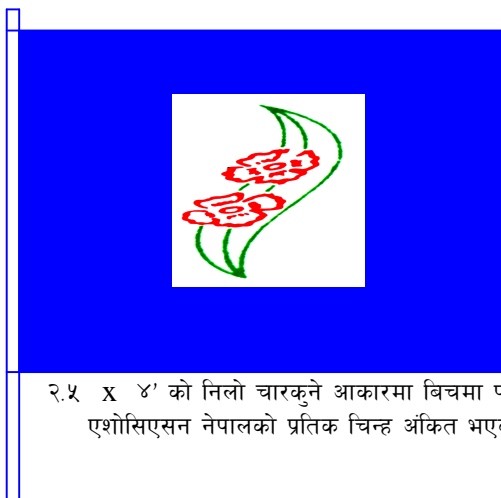 २.५ x ४’ को निलो चारकुने आकारमा बिचमा
एशोसिएसन नेपालको प्रतिक चिन्ह अंकित